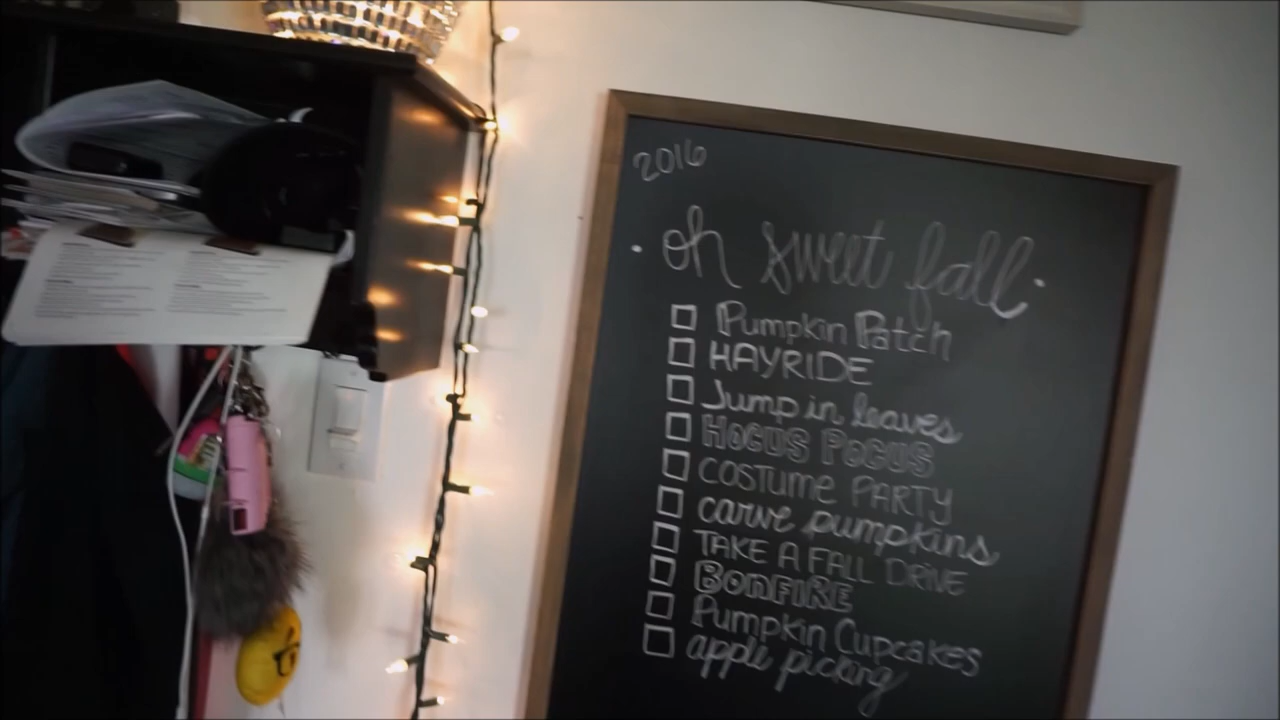 2016
oh sweet fall
Pumpkin Patch
HAYRIDE
Jump in leaves
HOCUS POCUS
COSTUME PARTY
carve pumpkins
TAKE A FALL DRIVE
BONFIRE
Pumpkin Cupcakes
apple picking